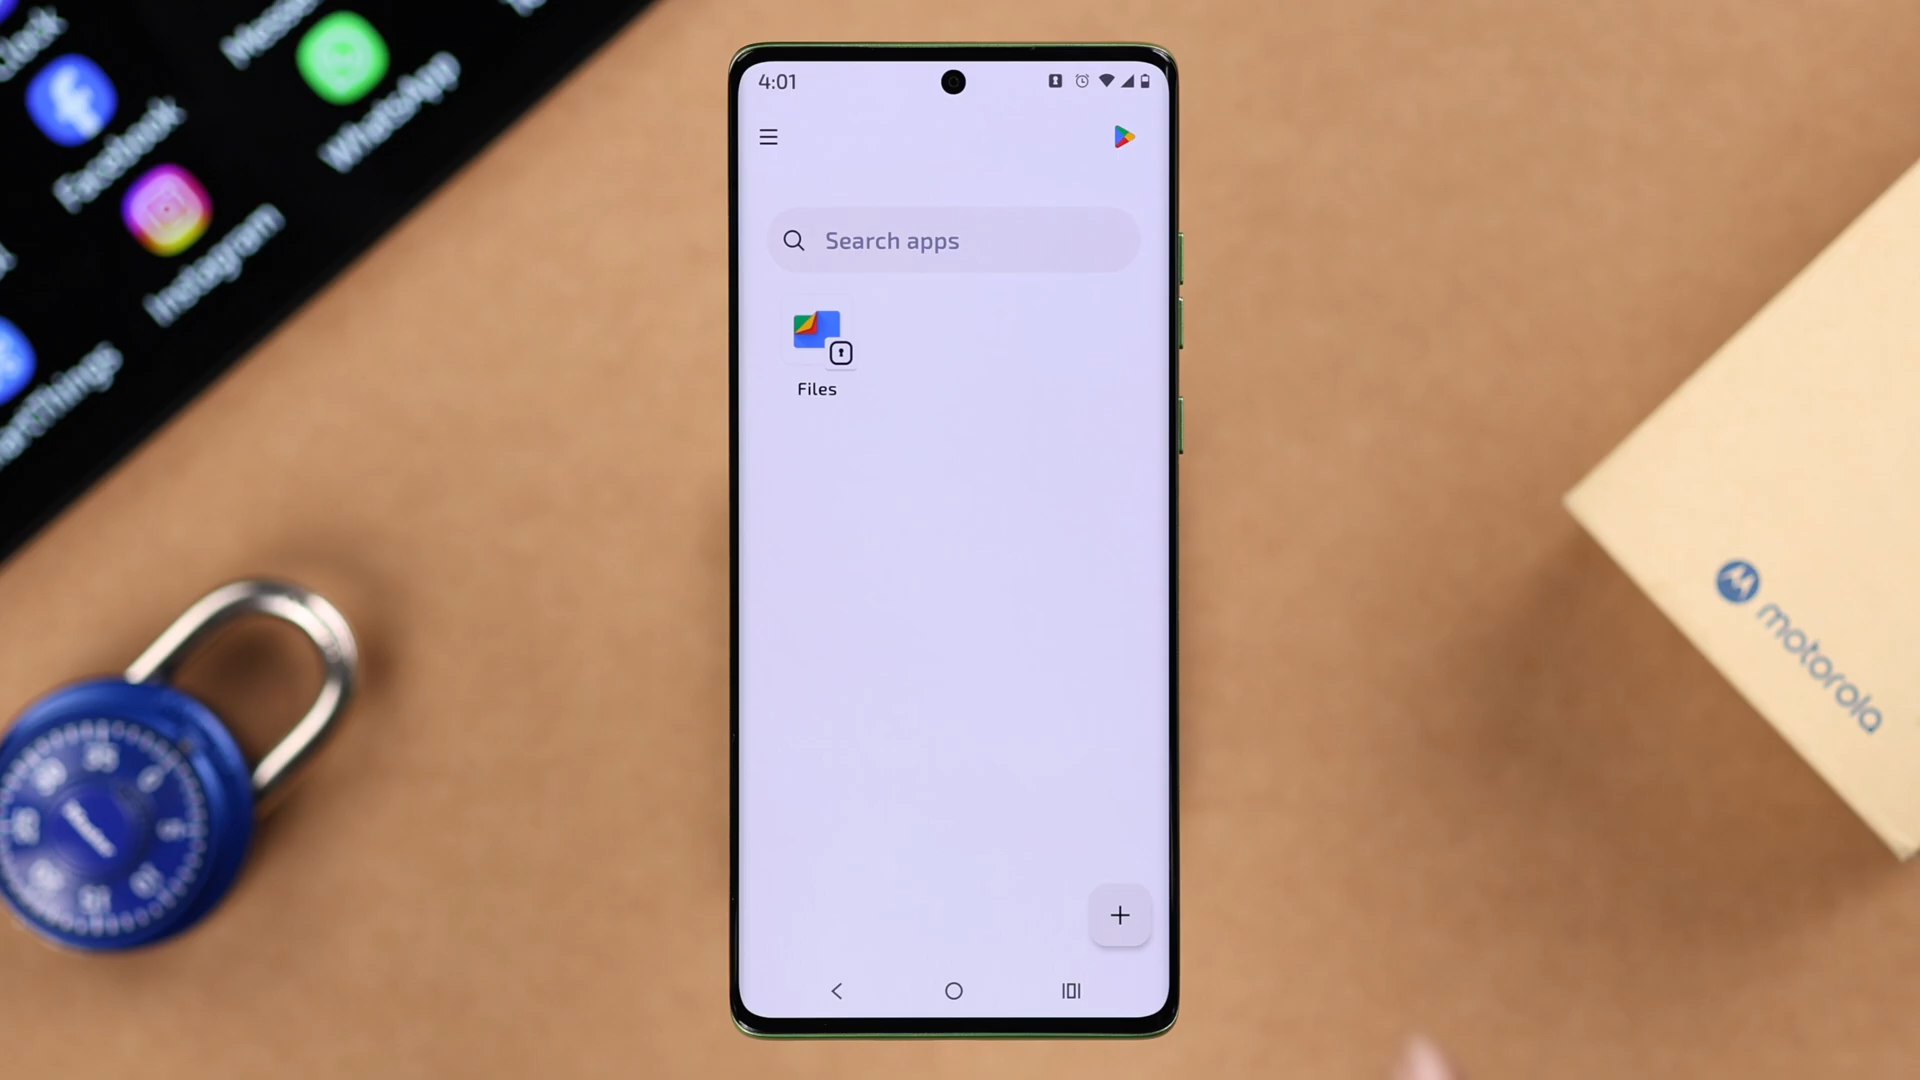 Facebook
WhatsApp
Instagram
4:01
Search apps
Files
motorola